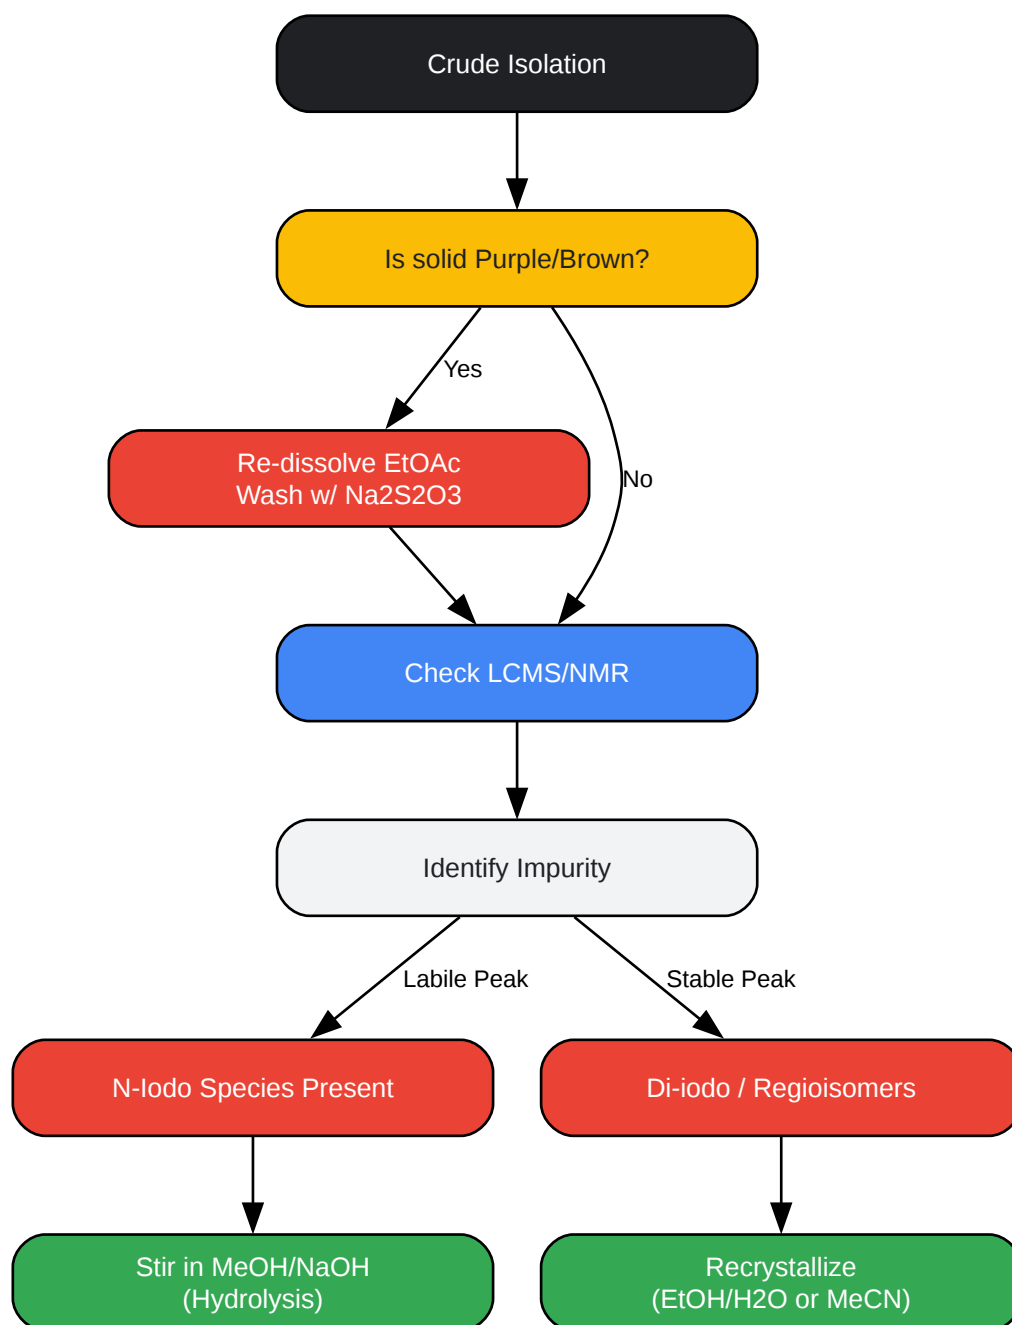 Crude Isolation
Is solid Purple/Brown?
Yes
Re-dissolve EtOAc
Wash w/ Na2S2O3
No
Check LCMS/NMR
Identify Impurity
Labile Peak
Stable Peak
N-Iodo Species Present
Di-iodo / Regioisomers
Stir in MeOH/NaOH
(Hydrolysis)
Recrystallize
(EtOH/H2O or MeCN)